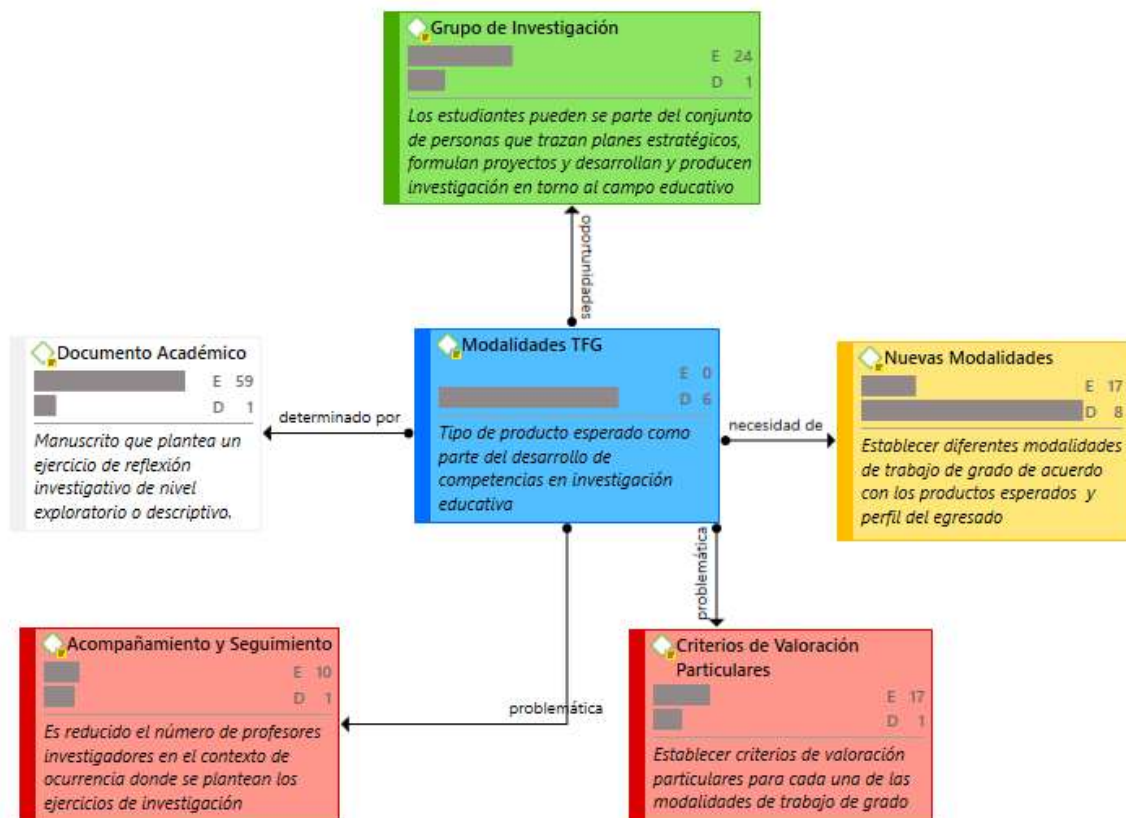 Grupo de Investigación
E 24
D 1
Los estudiantes pueden se parte del conjunto
de personas que trazan planes estratégicos,
formulan proyectos y desarrollan y producen
investigación en torno al campo educativo
oportunidades
Documento Académico
E 59
D 1
Manuscrito que plantea un
ejercicio de reflexión
investigativo de nivel
exploratorio o descriptivo.
determinado por
Modalidades TFG
E 0
D 6
Tipo de producto esperado como
parte del desarrollo de
competencias en investigación
educativa
necesidad de
Nuevas Modalidades
E 17
D 8
Establecer diferentes modalidades
de trabajo de grado de acuerdo
con los productos esperados y
perfil del egresado
problemática
Acompañamiento y Seguimiento
E 10
D 1
Es reducido el número de profesores
investigadores en el contexto de
ocurrencia donde se plantean los
ejercicios de investigación
problemática
Criterios de Valoración
Particulares
E 17
D 1
Establecer criterios de valoración
particulares para cada una de las
modalidades de trabajo de grado